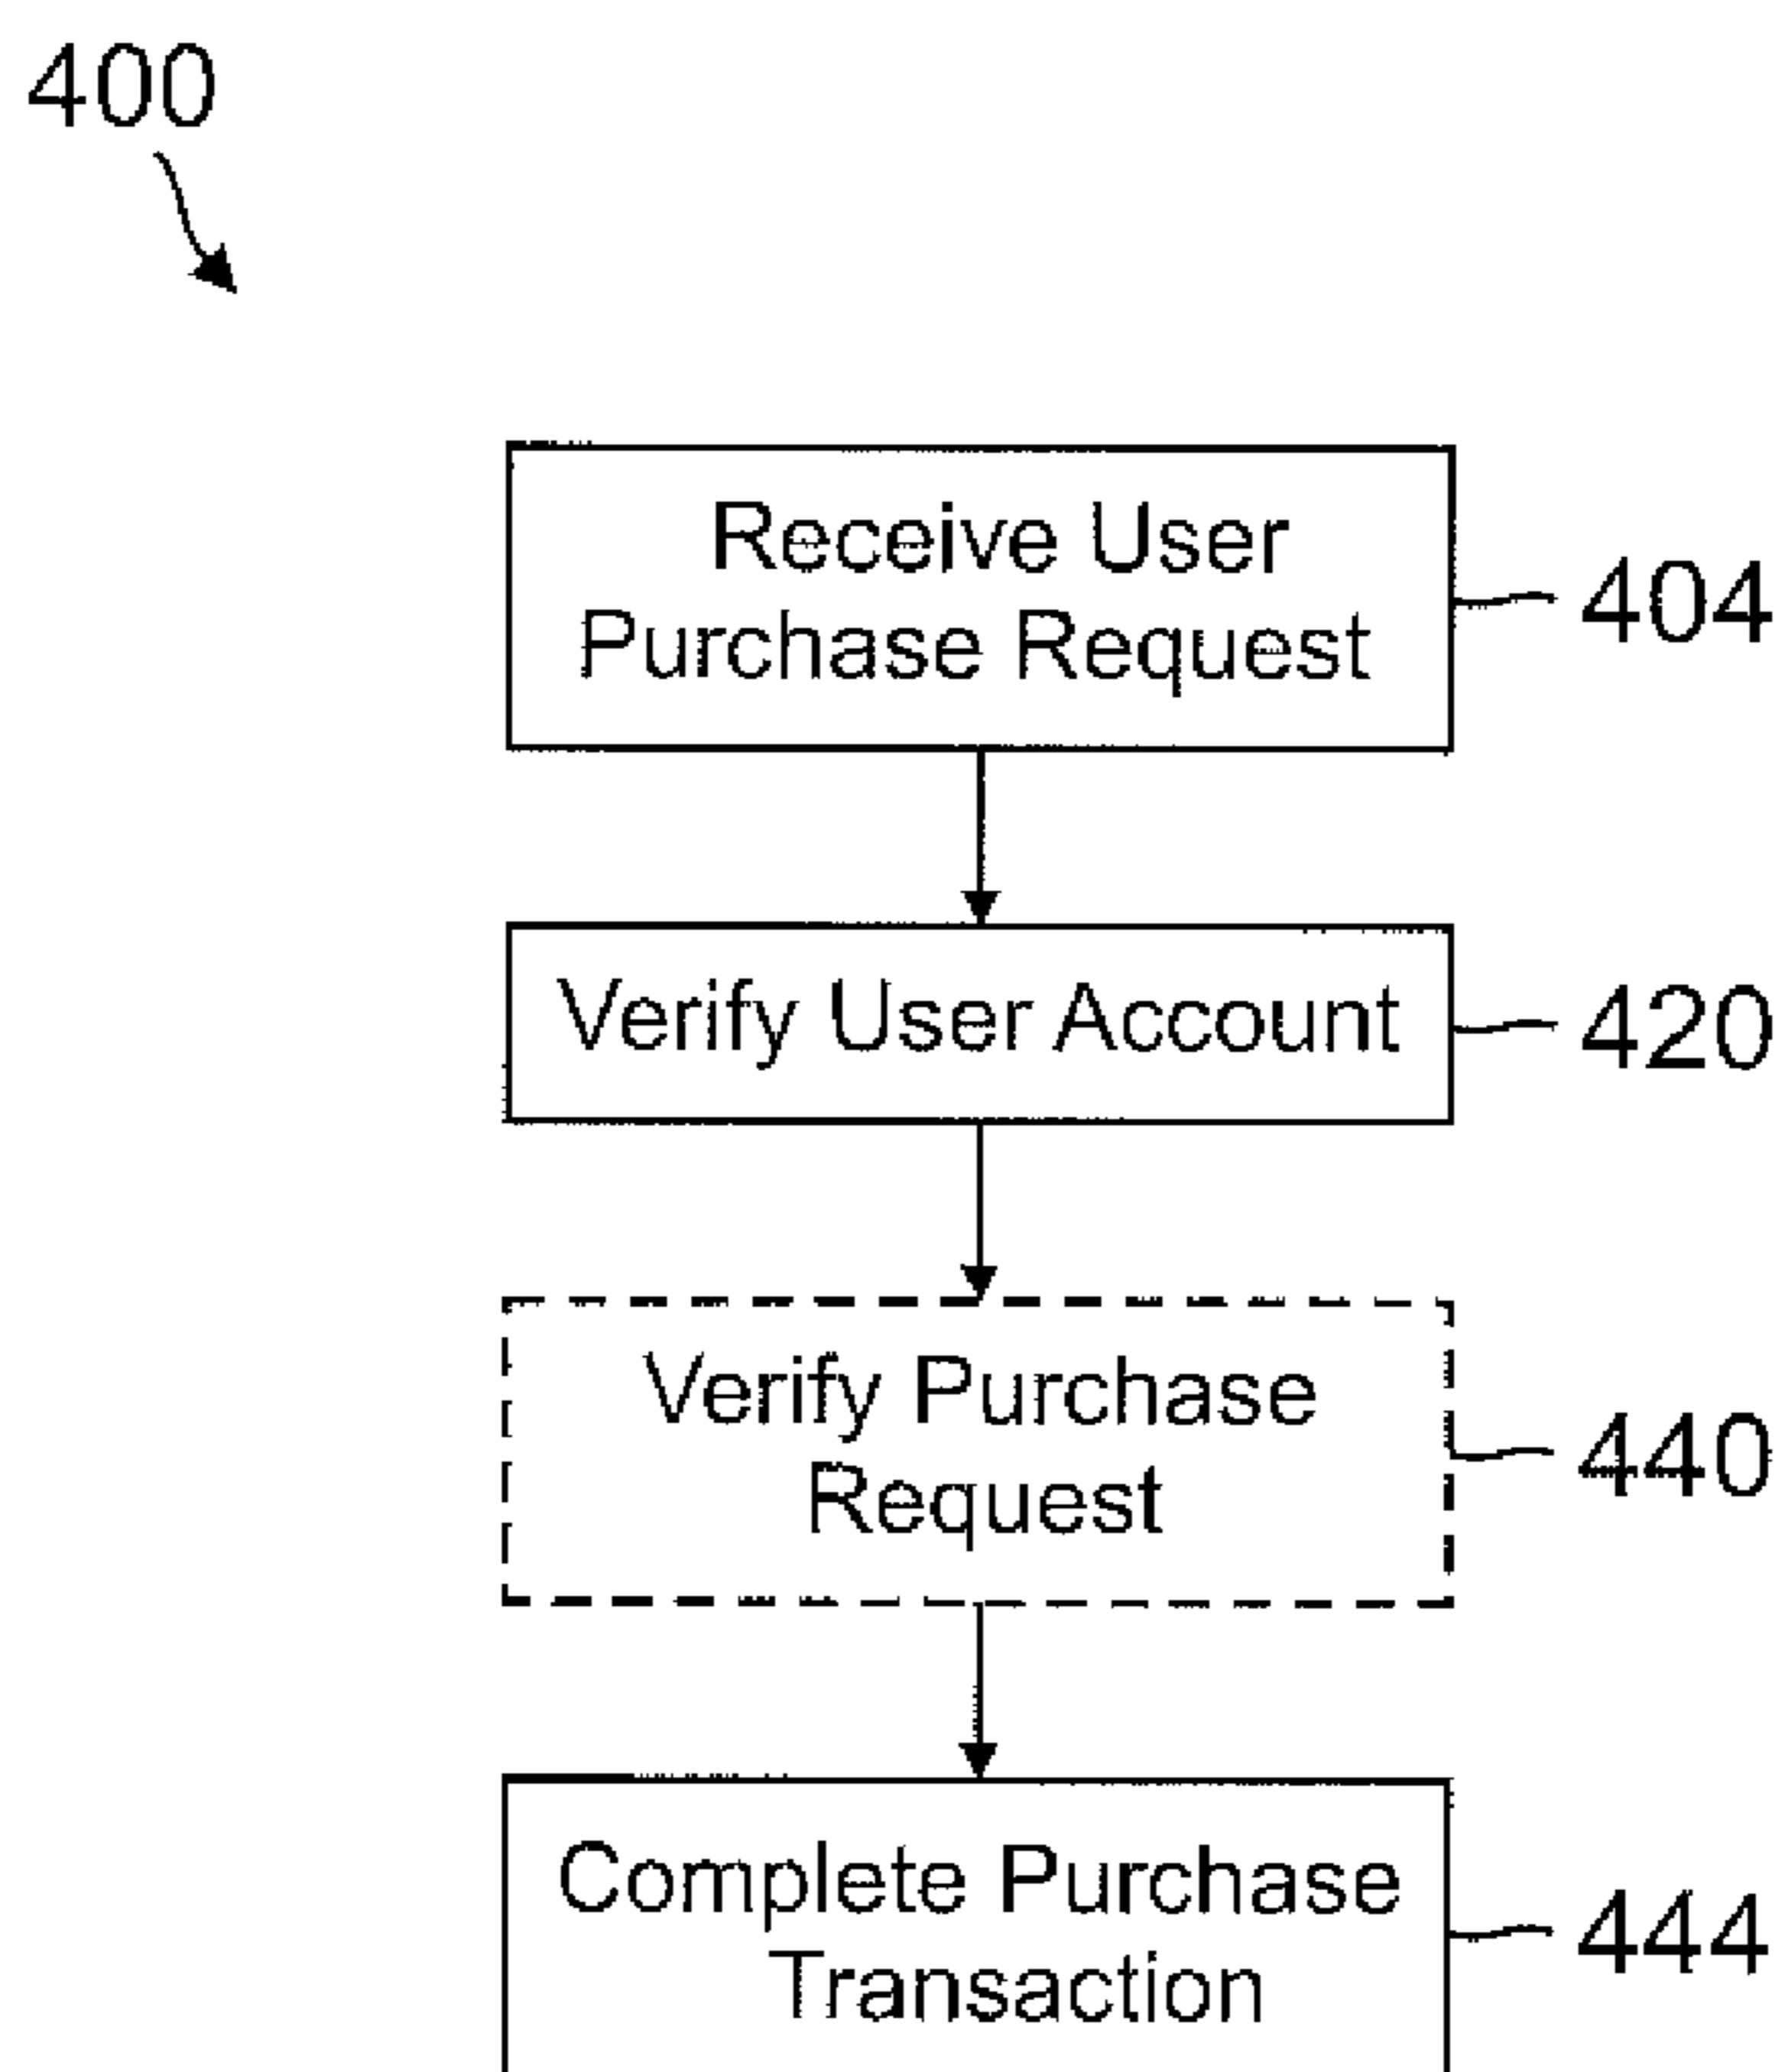 400
Receive User
Purchase Request
404
Verify User Account
420
Verify Purchase
Request
440
Complete Purchase
Transaction
444